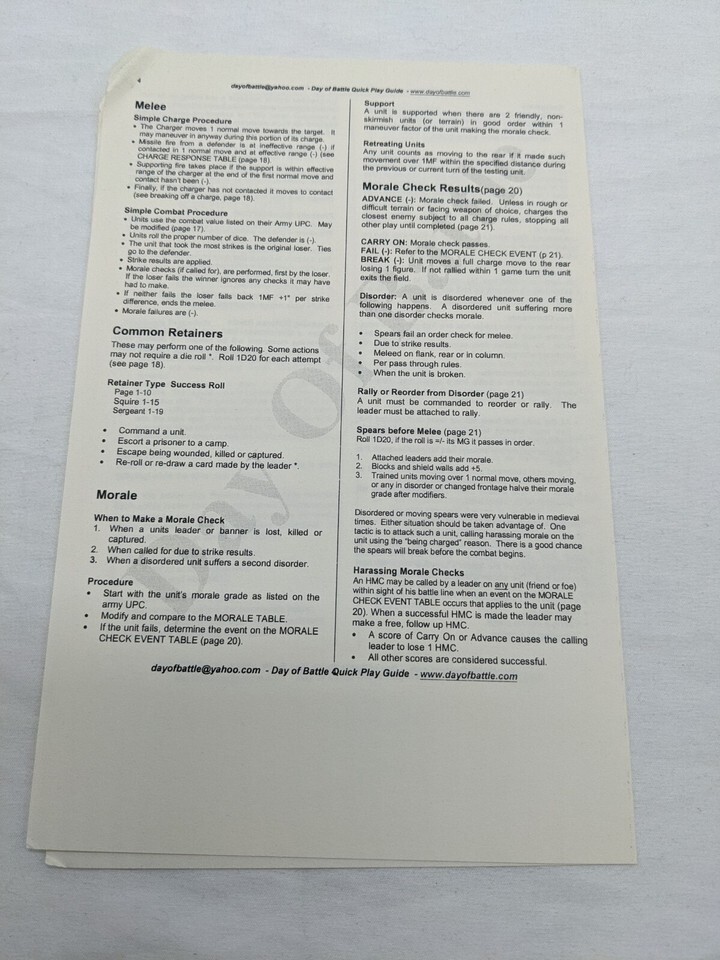 4
dayofbattle@yahoo.com - Day of Battle Quick Play Guide - www.dayofbattle.com
Melee
Simple Charge Procedure
• The Charger moves 1 normal move towards the target. It
may maneuver in anyway during this portion of its charge.
• Missile fire from a defender is at ineffective range (-) if
contacted in 1 normal move and at effective range (-) (see
CHARGE RESPONSE TABLE (page 18).
• Supporting fire takes place if the support is within effective
range of the charger at the end of the first normal move and
contact hasn't been (-).
• Finally, if the charger has not contacted it moves to contact
(see breaking off a charge, page 18).
Simple Combat Procedure
• Units use the combat value listed on their Army UPC. May
be modified (page 17).
• Units roll the proper number of dice. The defender is (-).
• The unit that took the most strikes is the original loser. Ties
go to the defender.
• Strike results are applied.
• Morale checks (if called for), are performed, first by the loser.
If the loser fails the winner ignores any checks it may have
had to make.
• If neither fails the loser falls back 1MF +1" per strike
difference, ends the melee.
• Morale failures are (-).
Common Retainers
These may perform one of the following. Some actions
may not require a die roll *. Roll 1D20 for each attempt
(see page 18).
Retainer Type Success Roll
Page 1-10
Squire 1-15
Sergeant 1-19
• Command a unit.
• Escort a prisoner to a camp.
• Escape being wounded, killed or captured.
• Re-roll or re-draw a card made by the leader *.
Morale
When to Make a Morale Check
1. When a units leader or banner is lost, killed or
captured.
2. When called for due to strike results.
3. When a disordered unit suffers a second disorder.
Procedure
• Start with the unit's morale grade as listed on the
army UPC.
• Modify and compare to the MORALE TABLE.
• If the unit fails, determine the event on the MORALE
CHECK EVENT TABLE (page 20).
Support
A unit is supported when there are 2 friendly, non-
skirmish units (or terrain) in good order within 1
maneuver factor of the unit making the morale check.
Retreating Units
Any unit counts as moving to the rear if it made such
movement over 1MF within the specified distance during
the previous or current turn of the testing unit.
Morale Check Results(page 20)
ADVANCE (-): Morale check failed. Unless in rough or
difficult terrain or facing weapon of choice, charges the
closest enemy subject to all charge rules, stopping all
other play until completed (page 21).
CARRY ON: Morale check passes.
FAIL (-): Refer to the MORALE CHECK EVENT (p 21).
BREAK (-): Unit moves a full charge move to the rear
losing 1 figure. If not rallied within 1 game turn the unit
exits the field.
Disorder: A unit is disordered whenever one of the
following happens. A disordered unit suffering more
than one disorder checks morale.
• Spears fail an order check for melee.
• Due to strike results.
• Meleed on flank, rear or in column.
• Per pass through rules.
• When the unit is broken.
Rally or Reorder from Disorder (page 21)
A unit must be commanded to reorder or rally. The
leader must be attached to rally.
Spears before Melee (page 21)
Roll 1D20, if the roll is =/- its MG it passes in order.
1. Attached leaders add their morale.
2. Blocks and shield walls add +5.
3. Trained units moving over 1 normal move, others moving,
or any in disorder or changed frontage halve their morale
grade after modifiers.
Disordered or moving spears were very vulnerable in medieval
times. Either situation should be taken advantage of. One
tactic is to attack such a unit, calling harassing morale on the
unit using the "being charged" reason. There is a good chance
the spears will break before the combat begins.
Harassing Morale Checks
An HMC may be called by a leader on any unit (friend or foe)
within sight of his battle line when an event on the MORALE
CHECK EVENT TABLE occurs that applies to the unit (page
20). When a successful HMC is made the leader may
make a free, follow up HMC.
• A score of Carry On or Advance causes the calling
leader to lose 1 HMC.
• All other scores are considered successful.
dayofbattle@yahoo.com - Day of Battle Quick Play Guide - www.dayofbattle.com
Day Of